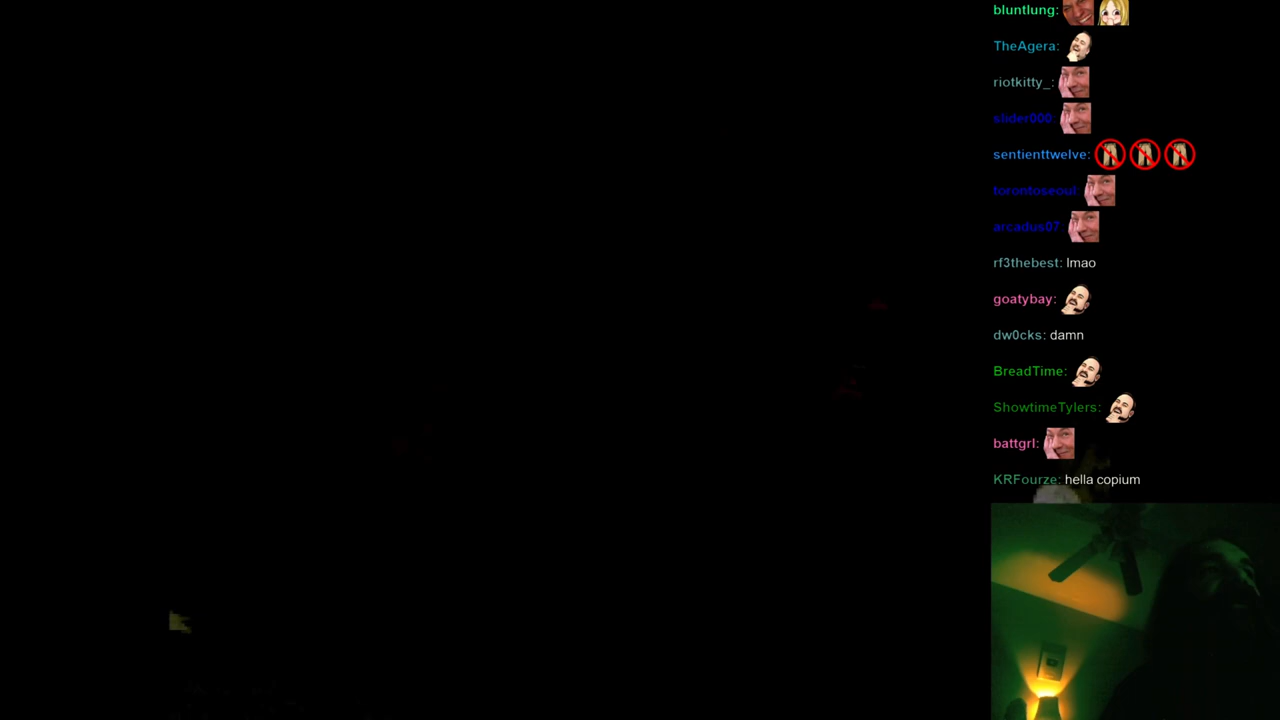 bluntlung:
TheAgera:
riotkitty_:
slider000:
sentienttwelve:
torontoseoul:
arcadus07:
rf3thebest: lmao
goatybay:
dw0cks: damn
BreadTime:
ShowtimeTylers:
battgrl:
KRFourze: hella copium